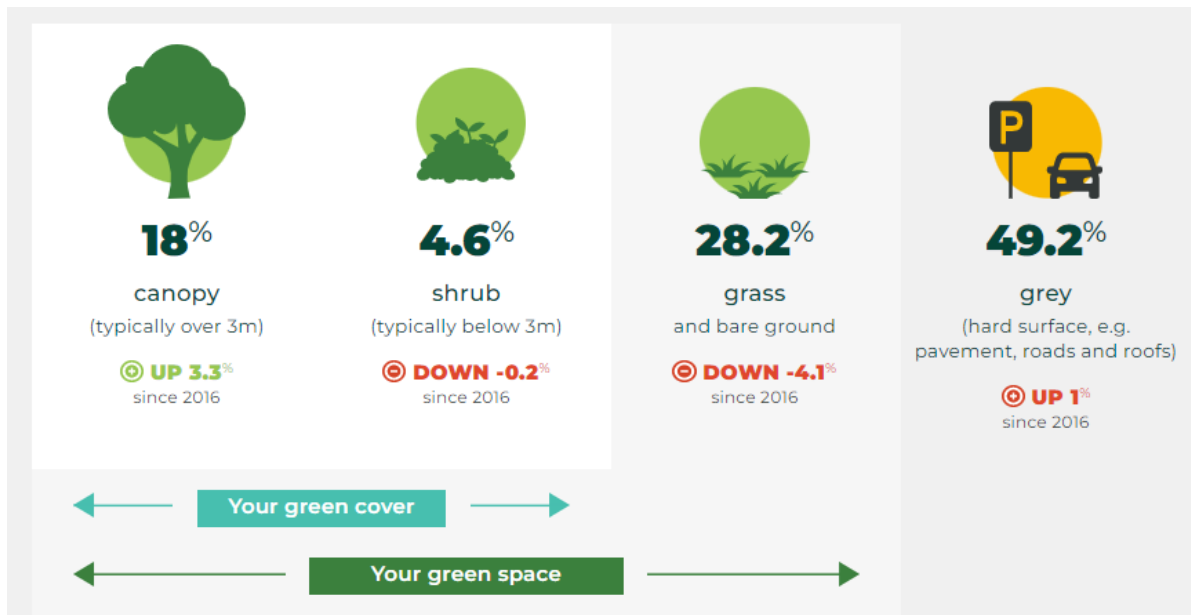 P
18%
canopy
(typically over 3m)
UP 3.3%
since 2016
4.6%
shrub
(typically below 3m)
DOWN -0.2%
since 2016
28.2%
grass
and bare ground
DOWN -4.1%
since 2016
49.2%
grey
(hard surface, e.g.
pavement, roads and roofs)
UP 1%
since 2016
Your green cover
Your green space